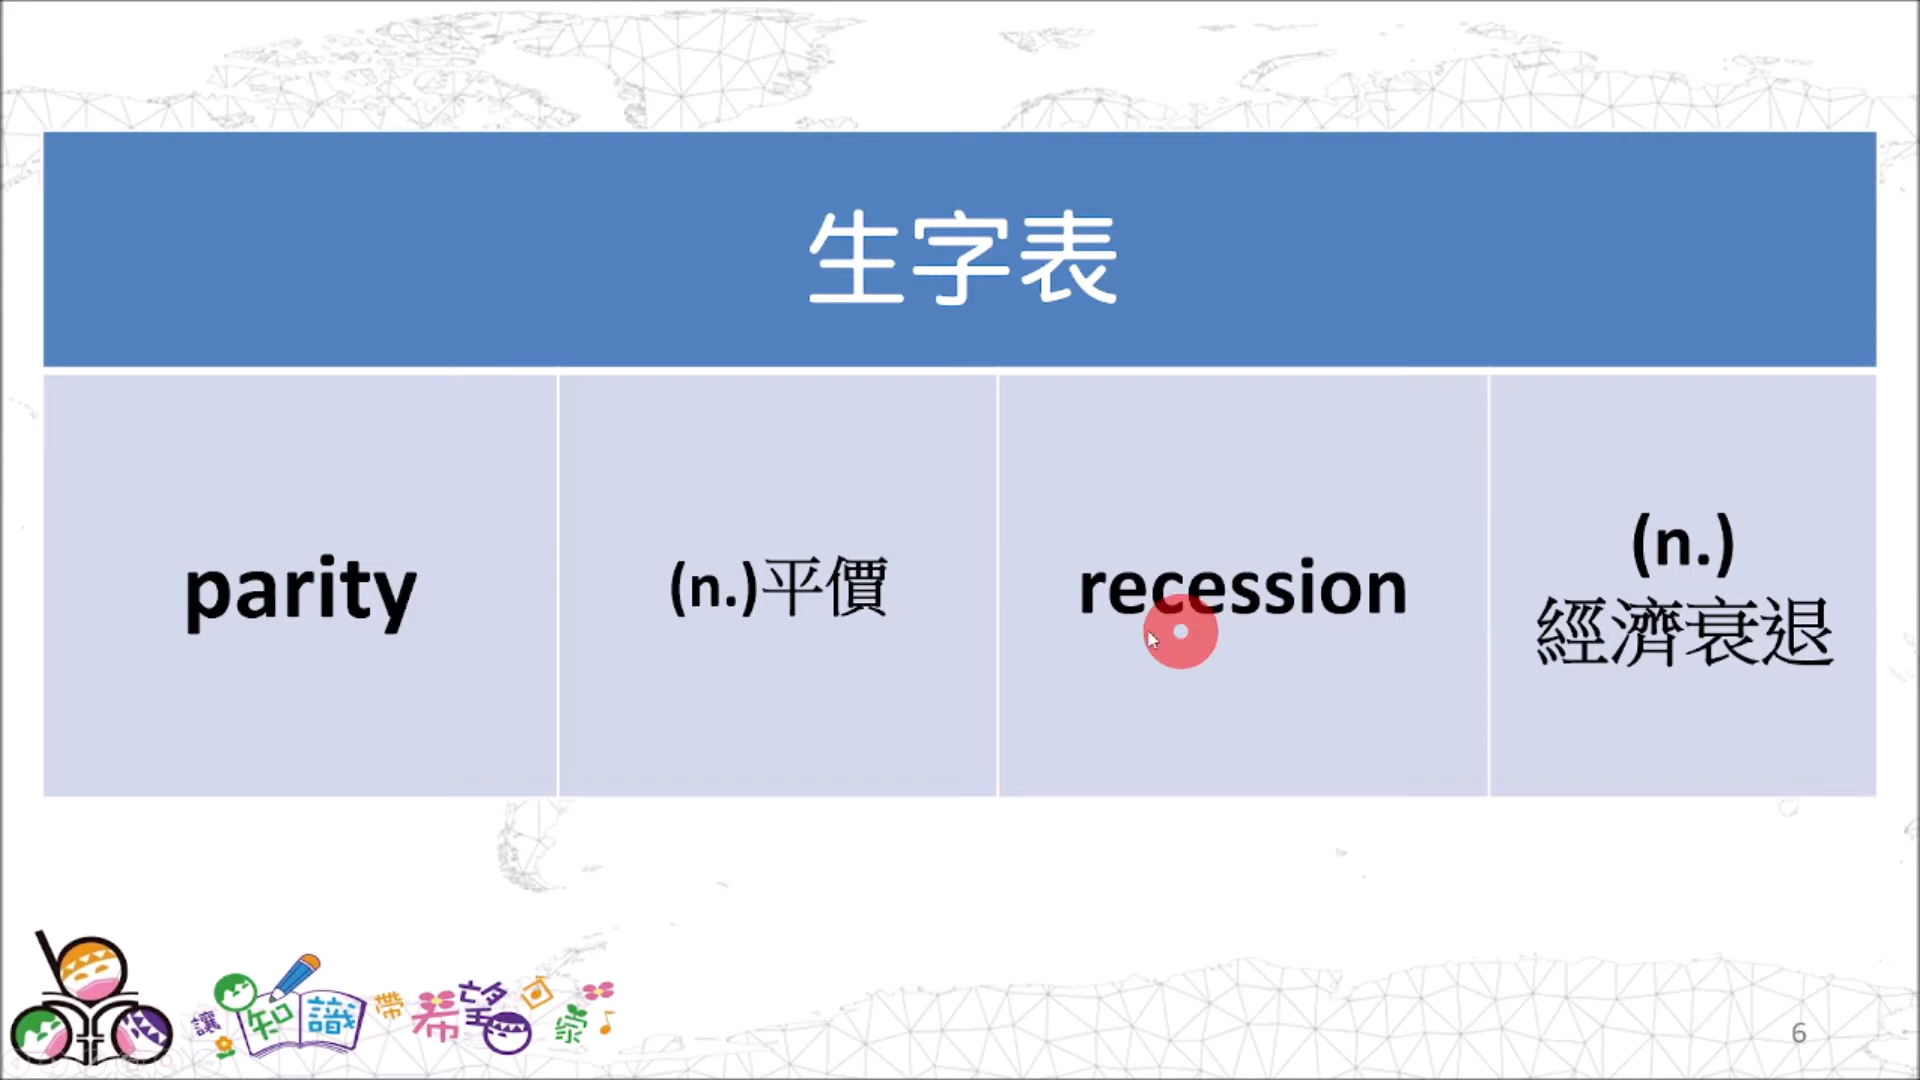 生字表
parity
(n.)平價
recession
(n.)
經濟衰退
讓知識帶希望回家
6